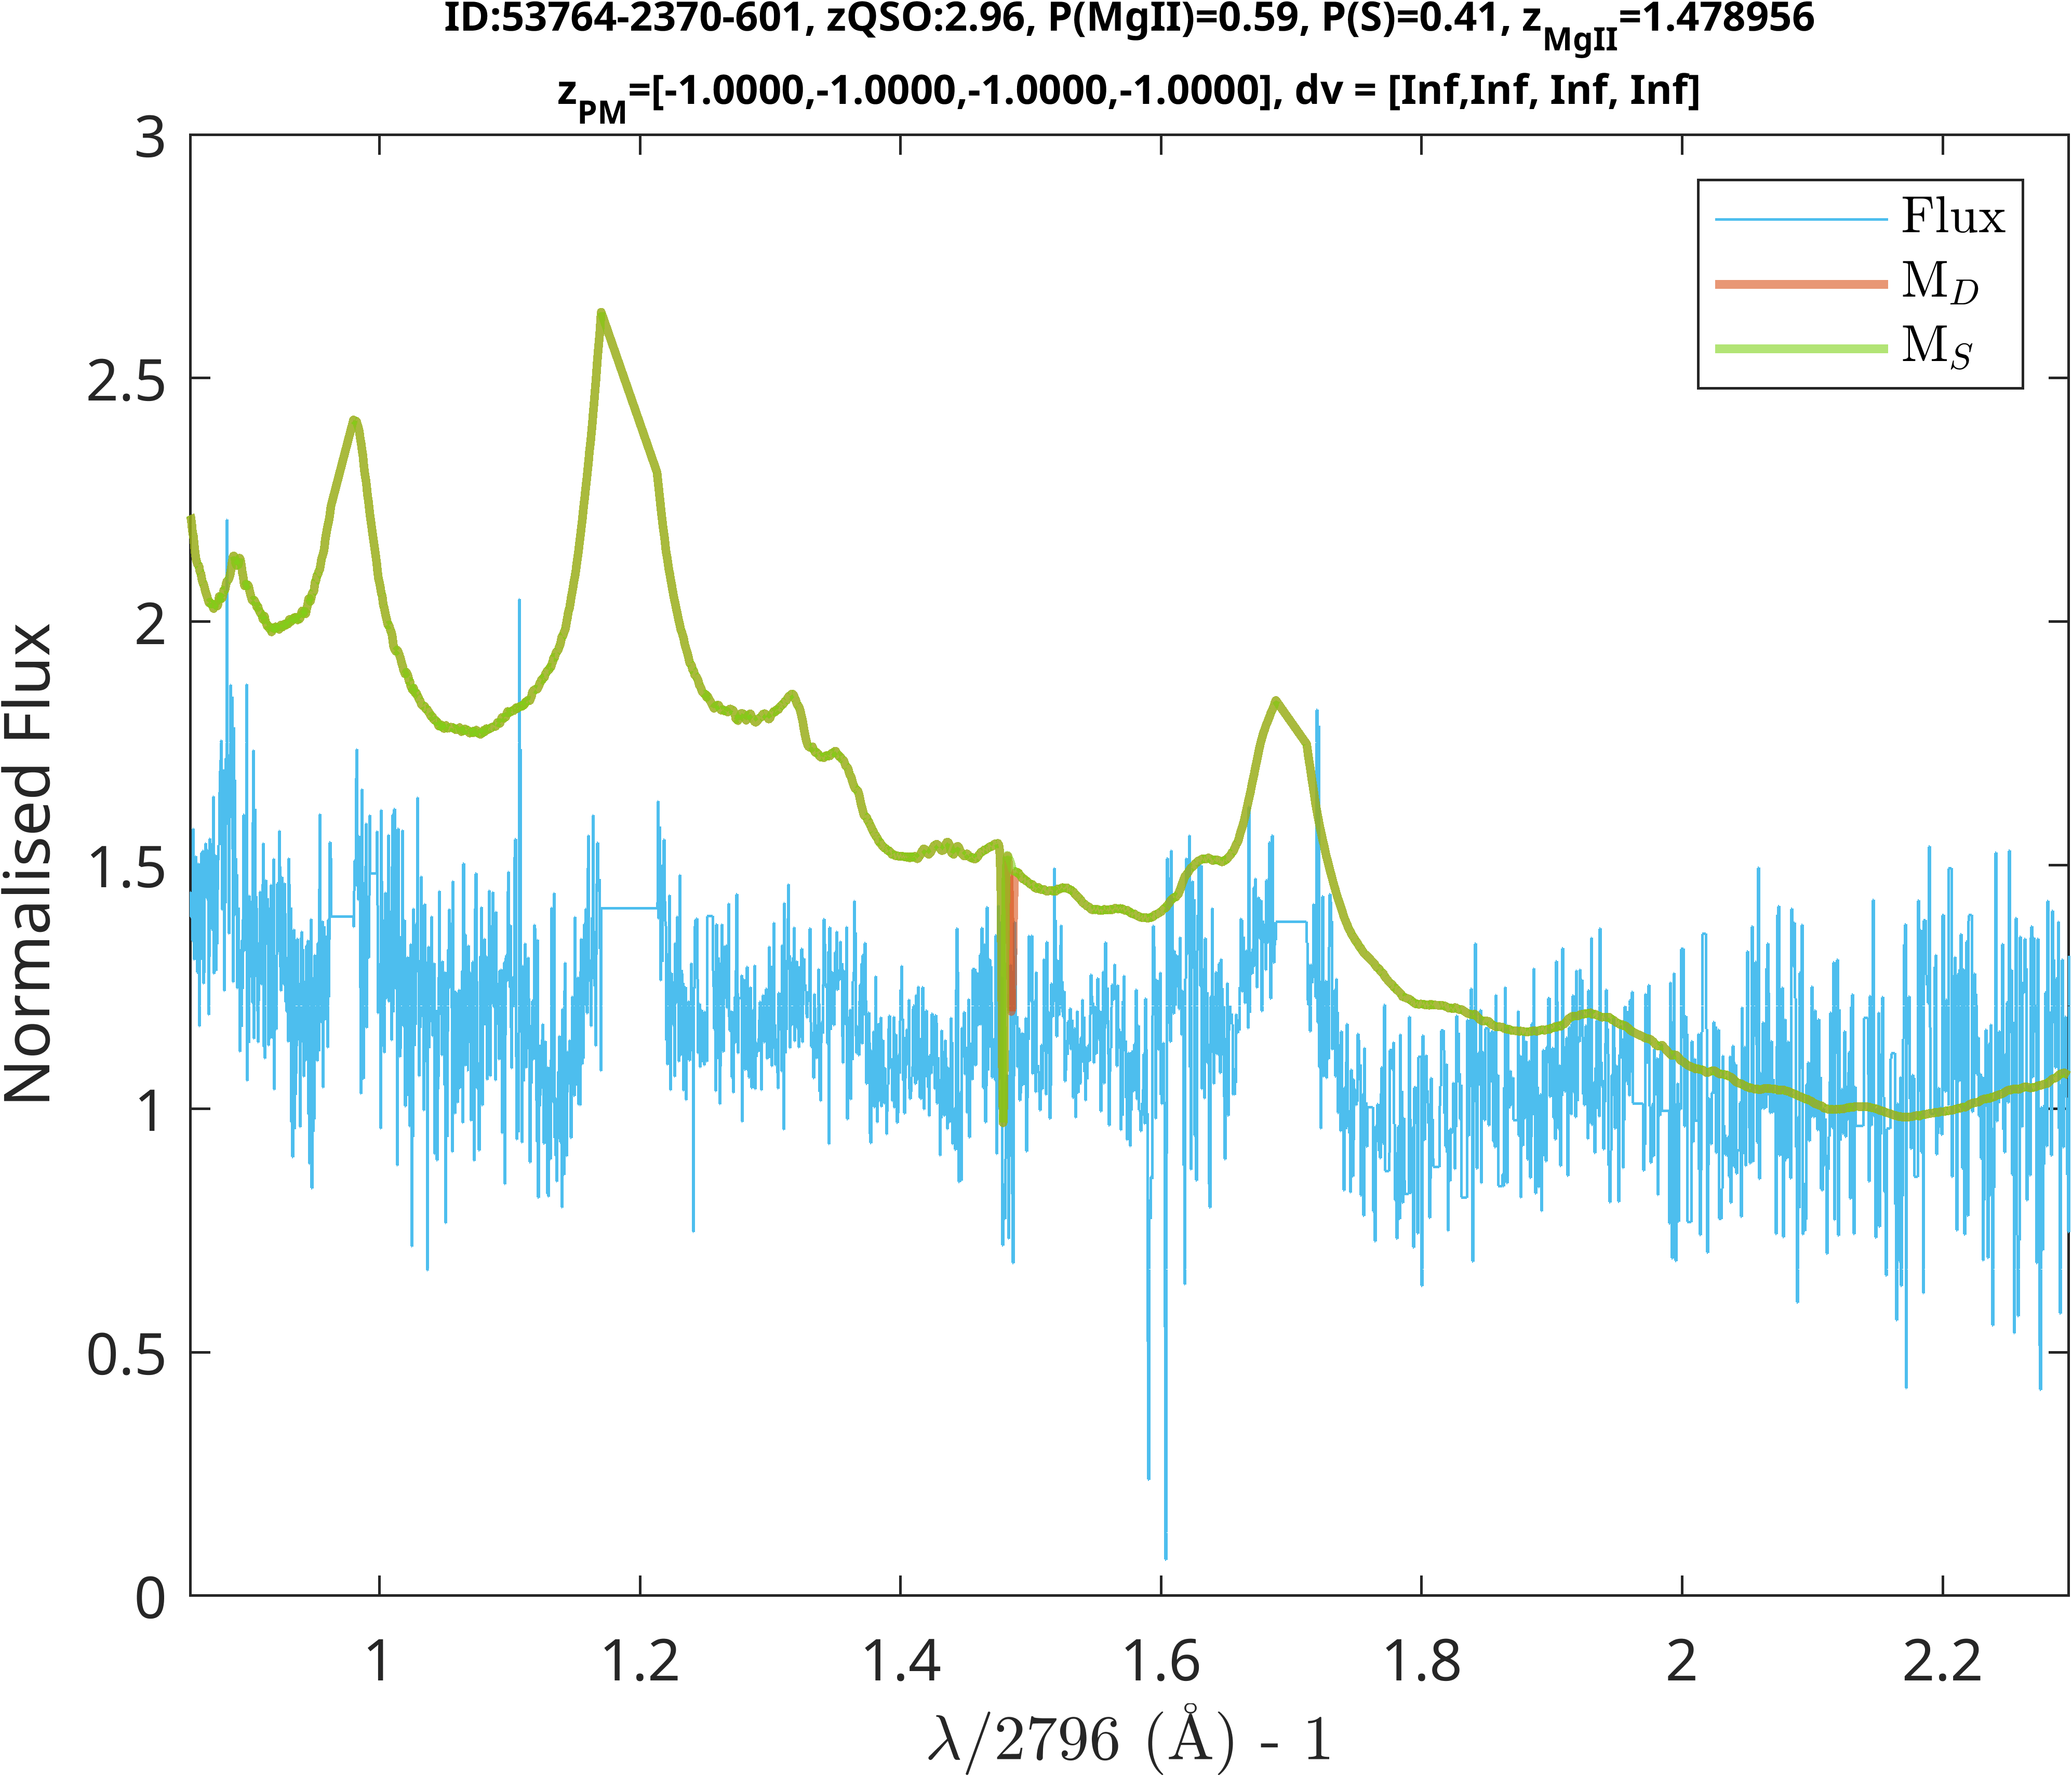 ID:53764-2370-601, zQSO:2.96, P(MgII)=0.59, P(S)=0.41, zMgII=1.478956
zPM=[-1.0000,-1.0000,-1.0000,-1.0000], dv = [Inf,Inf, Inf, Inf]
3
2.5
2
1.5
1
0.5
0
Normalised Flux
Flux
MD
MS
1 1.2 1.4 1.6 1.8 2 2.2
λ/2796 (Å) - 1